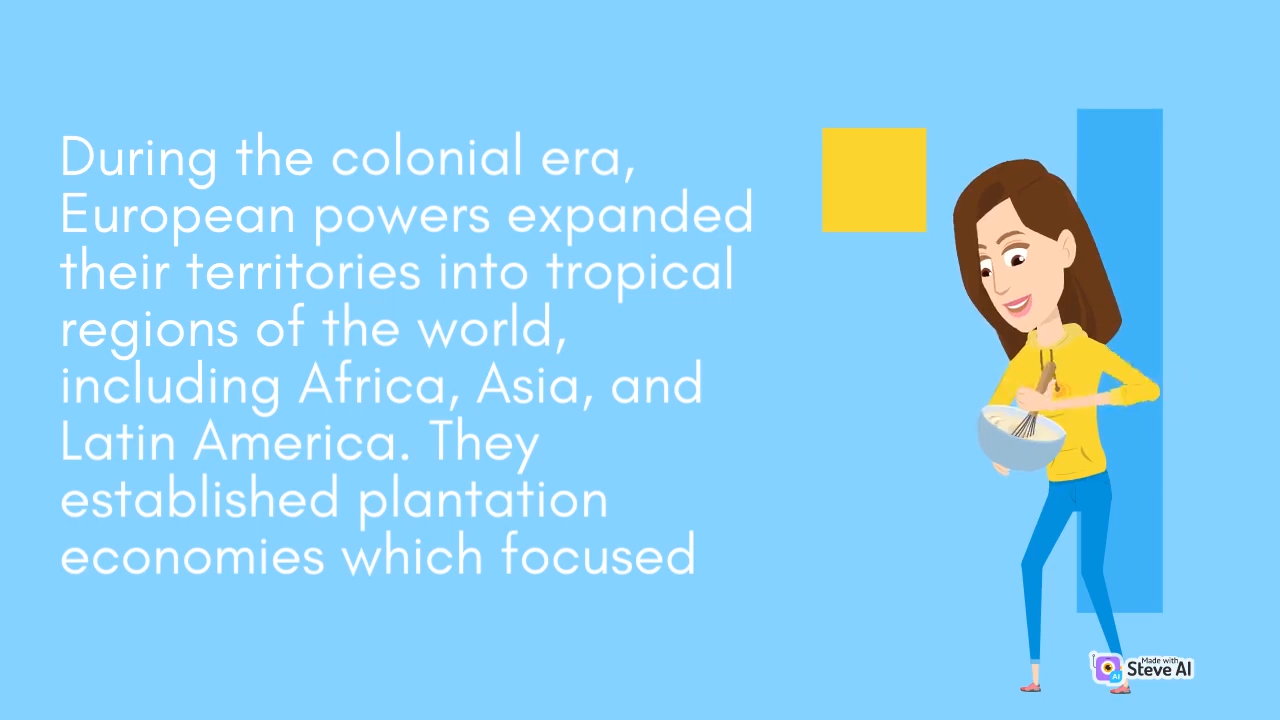 During the colonial era,
European powers expanded
their territories into tropical
regions of the world,
including Africa, Asia, and
Latin America. They
established plantation
economies which focused
Made with
Steve AI
AI